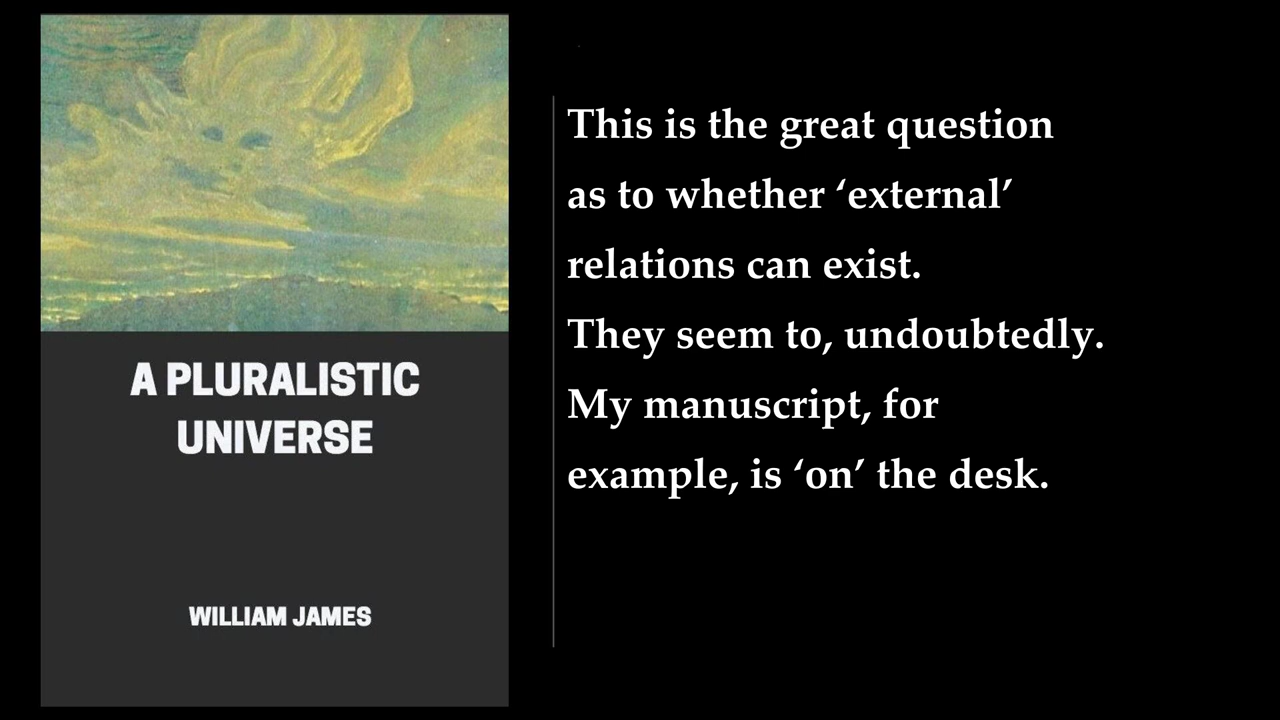 A PLURALISTIC
UNIVERSE
WILLIAM JAMES
This is the great question
as to whether ‘external’
relations can exist.
They seem to, undoubtedly.
My manuscript, for
example, is ‘on’ the desk.